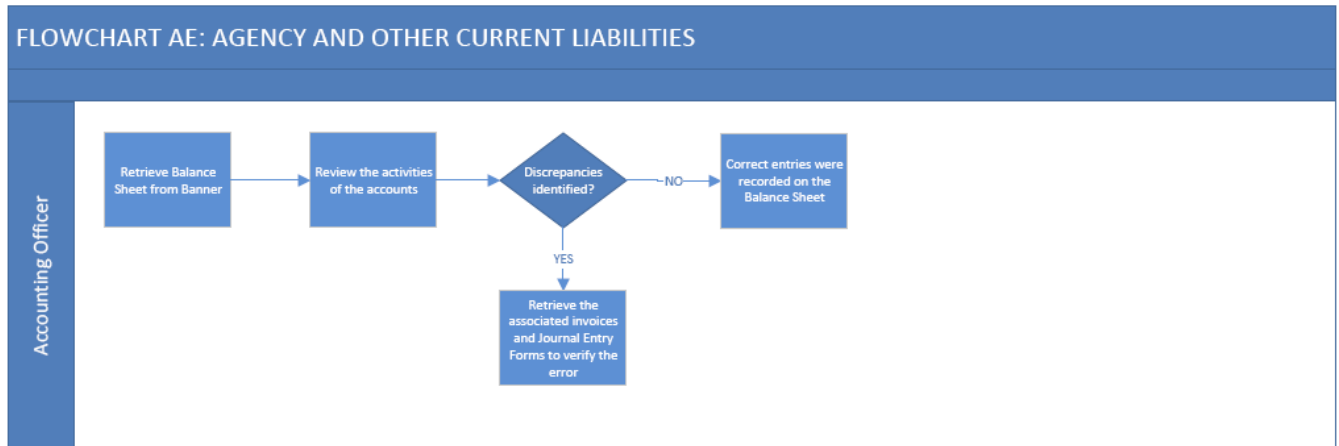 FLOWCHART AE: AGENCY AND OTHER CURRENT LIABILITIES
Accounting Officer
Retrieve Balance
Sheet from Banner
Review the activities
of the accounts
Discrepancies
identified?
NO
Correct entries were
recorded on the
Balance Sheet
YES
Retrieve the
associated invoices
and Journal Entry
Forms to verify the
error